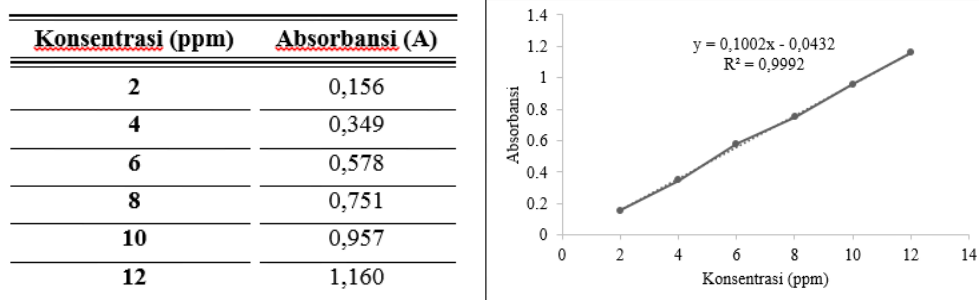 Konsentrasi (ppm) Absorbansi (A)
2 0,156
4 0,349
6 0,578
8 0,751
10 0,957
12 1,160
1.4
1.2
1
0.8
0.6
0.4
0.2
0
Absorbansi
y = 0,1002x - 0,0432
R² = 0,9992
0 2 4 6 8 10 12 14
Konsentrasi (ppm)